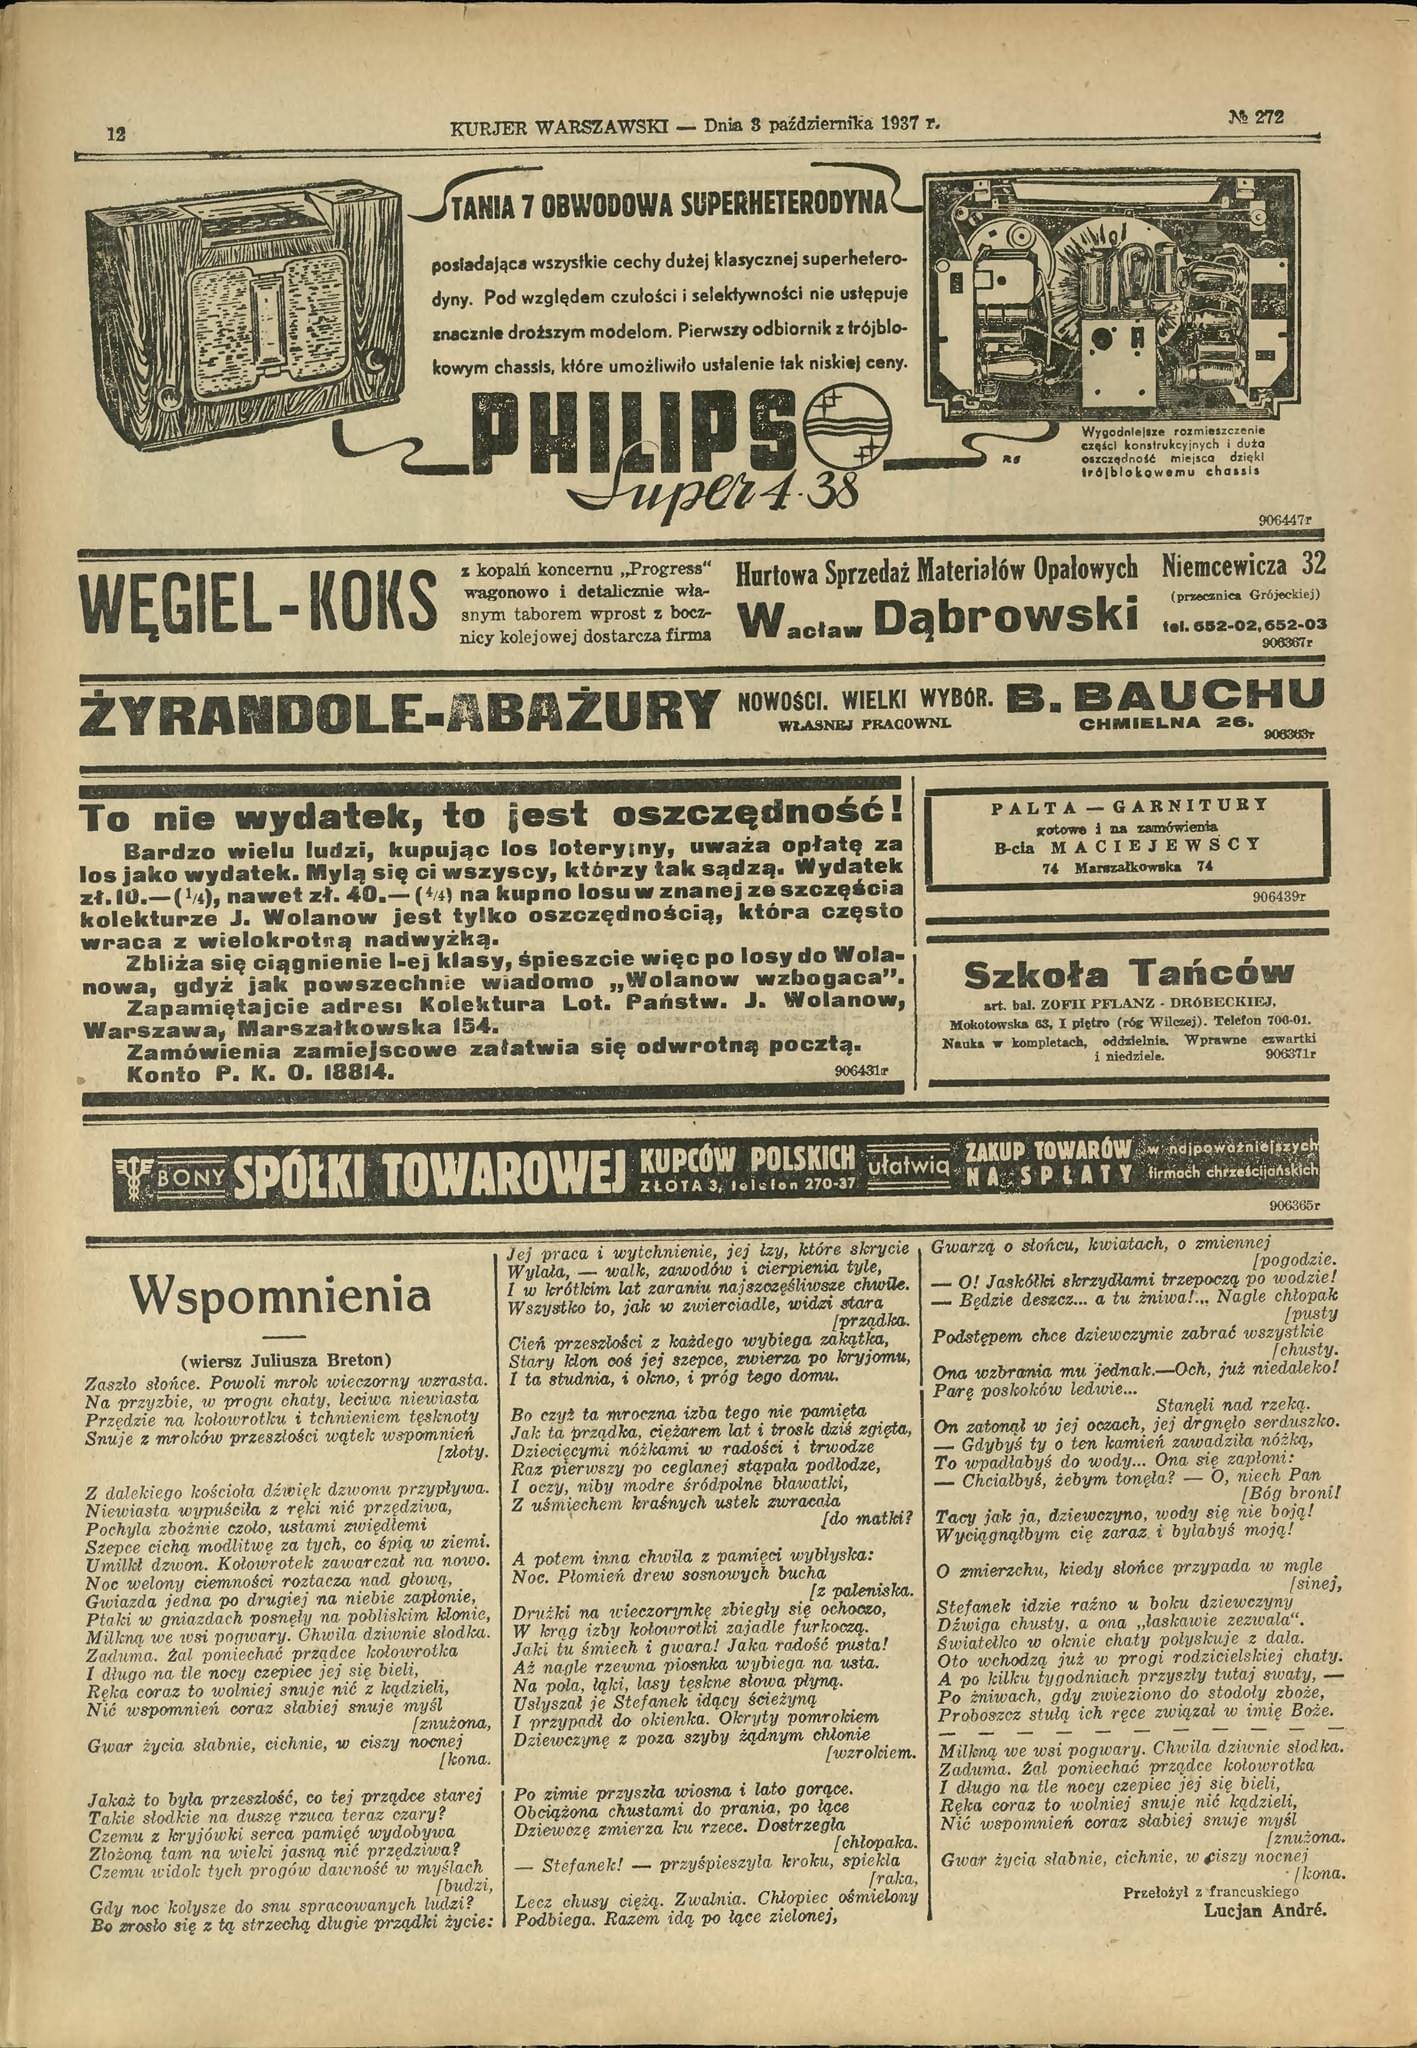 12
KURJER WARSZAWSKI — Dnia 3 października 1937 r.
№ 272
TANIA 7 OBWODOWA SUPERHETERODYNA
posiadająca wszystkie cechy dużej klasycznej superhetero-
dyny. Pod względem czułości i selektywności nie ustępuje
znacznie droższym modelom. Pierwszy odbiornik z trójblo-
kowym chassis, które umożliwiło ustalenie tak niskiej ceny.
PHILIPS
Super 4-38
Wygodniejsze rozmieszczenie
części konstrukcyjnych i duża
oszczędność miejsca dzięki
trójblokowemu chassis
906447r
WĘGIEL-KOKS
z kopalń koncernu „Progress"
wagonowo i detalicznie wła-
snym taborem wprost z bocz-
nicy kolejowej dostarcza firma
Hurtowa Sprzedaż Materiałów Opałowych
Wacław Dąbrowski
Niemcewicza 32
(przecznica Grójeckiej)
tel. 652-02, 652-03
906367r
ŻYRANDOLE-ABAŻURY
NOWOŚCI. WIELKI WYBÓR.
WŁASNEJ PRACOWNI.
B. BAUCHU
CHMIELNA 26.
906363r
To nie wydatek, to jest oszczędność!
Bardzo wielu ludzi, kupując los loteryjny, uważa opłatę za
los jako wydatek. Mylą się ci wszyscy, którzy tak sądzą. Wydatek
zł. 10.— (1/4), nawet zł. 40.— (4/4) na kupno losu w znanej ze szczęścia
kolekturze J. Wolanow jest tylko oszczędnością, która często
wraca z wielokrotną nadwyżką.
Zbliża się ciągnienie I-ej klasy, śpieszcie więc po losy do Wola-
nowa, gdyż jak powszechnie wiadomo „Wolanow wzbogaca".
Zapamiętajcie adres: Kolektura Lot. Państw. J. Wolanow,
Warszawa, Marszałkowska 154.
Zamówienia zamiejscowe załatwia się odwrotną pocztą.
Konto P. K. O. 18814.
906431r
PALTA — GARNITURY
gotowe i na zamówienia
B-cia MACIEJEWSCY
74 Marszałkowska 74
906439r
Szkoła Tańców
art. bal. ZOFII PFLANZ - DRÓBECKIEJ,
Mokotowska 63, I piętro (róg Wilczej). Telefon 706-01.
Nauka w kompletach, oddzielnie. Wprawne czwartki
i niedziele.
906371r
BONY SPÓŁKI TOWAROWEJ
KUPCÓW POLSKICH
ZŁOTA 3, telefon 270-37
ułatwią
ZAKUP TOWARÓW
NA SPŁATY
w najpoważniejszych
firmach chrześcijańskich
906365r
Wspomnienia
(wiersz Juliusza Breton)
Zaszło słońce. Powoli mrok wieczorny wzrasta.
Na przyzbie, w progu chaty, leciwa niewiasta
Przędzie na kołowrotku i tchnieniem tęsknoty
Snuje z mroków przeszłości wątek wspomnień
[złoty.
Z dalekiego kościoła dźwięk dzwonu przypływa.
Niewiasta wypuściła z ręki nić przędziwa,
Pochyla zbożnie czoło, ustami zwiędłemi
Szepce cichą modlitwę za tych, co śpią w ziemi.
Umilkł dzwon. Kołowrotek zawarczał na nowo.
Noc welony ciemności roztacza nad głową,
Gwiazda jedna po drugiej na niebie zapłonie,
Ptaki w gniazdach posnęły na pobliskim klonie,
Milkną we wsi pogwary. Chwila dziwnie słodka.
Zaduma. Żal poniechać prządce kołowrotka
I długo na tle nocy czepiec jej się bieli,
Ręka coraz to wolniej snuje nić z kądzieli,
Nić wspomnień coraz słabiej snuje myśl
[znużona,
Gwar życia słabnie, cichnie, w ciszy nocnej
[kona.
Jakaż to była przeszłość, co tej prządce starej
Takie słodkie na duszę rzuca teraz czary?
Czemu z kryjówki serca pamięć wydobywa
Złożoną tam na wieki jasną nić przędziwa?
Czemu widok tych progów dawność w myślach
[budzi,
Gdy noc kołysze do snu spracowanych ludzi?
Bo zrosło się z tą strzechą długie prządki życie:
Jej praca i wytchnienie, jej łzy, które skrycie
Wylała, — walk, zawodów i cierpienia tyle,
I w krótkim lat zaraniu najszczęśliwsze chwile.
Wszystko to, jak w zwierciadle, widzi stara
[prządka.
Cień przeszłości z każdego wybiega zakątka,
Stary klon coś jej szepce, zwierza po kryjomu,
I ta studnia, i okno, i próg tego domu.
Bo czyż ta mroczna izba tego nie pamięta
Jak ta prządka, ciężarem lat i trosk dziś zgięta,
Dziecięcymi nóżkami w radości i trwodze
Raz pierwszy po ceglanej stąpała podłodze,
I oczy, niby modre śródpolne bławatki,
Z uśmiechem kraśnych ustek zwracała
[do matki?
A potem inna chwila z pamięci wybłyska:
Noc. Płomień drew sosnowych bucha
[z paleniska.
Drużki na wieczorynkę zbiegły się ochoczo,
W krąg izby kołowrotki zajadle furkoczą.
Jaki tu śmiech i gwara! Jaka radość pusta!
Aż nagle rzewna piosnka wybiega na usta.
Na pola, łąki, lasy tęskne słowa płyną.
Usłyszał je Stefanek idący ścieżyną
I przypadł do okienka. Okryty pomrokiem
Dziewczynę z poza szyby żądnym chłonie
[wzrokiem.
Po zimie przyszła wiosna i lato gorące.
Obciążona chustami do prania, po łące
Dziewczę zmierza ku rzece. Dostrzegła
[chłopaka.
— Stefanek! — przyśpieszyła kroku, spiekła
[raka,
Lecz chusy ciężą. Zwalnia. Chłopiec ośmielony
Podbiega. Razem idą po łące zielonej,
Gwarzą o słońcu, kwiatach, o zmiennej
[pogodzie.
— O! Jaskółki skrzydłami trzepoczą po wodzie!
— Będzie deszcz... a tu żniwa!... Nagle chłopak
[pusty
Podstępem chce dziewczynie zabrać wszystkie
[chusty.
Ona wzbrania mu jednak.—Och, już niedaleko!
Parę poskoków ledwie...
Stanęli nad rzeką.
On zatonął w jej oczach, jej drgnęło serduszko.
— Gdybyś ty o ten kamień zawadziła nóżką,
To wpadłabyś do wody... Ona się zapłoni:
— Chciałbyś, żebym tonęła? — O, niech Pan
[Bóg broni!
Tacy jak ja, dziewczyno, wody się nie boją!
Wyciągnąłbym cię zaraz i byłabyś moją!
O zmierzchu, kiedy słońce przypada w mgle
[sinej,
Stefanek idzie raźno u boku dziewczyny
Dźwiga chusty, a ona „łaskawie zezwala".
Światełko w oknie chaty połyskuje z dala.
Oto wchodzą już w progi rodzicielskiej chaty.
A po kilku tygodniach przyszły tutaj swaty, —
Po żniwach, gdy zwieziono do stodoły zboże,
Proboszcz stułą ich ręce związał w imię Boże.
— — — — — — — — — —
Milkną we wsi pogwary. Chwila dziwnie słodka.
Zaduma. Żal poniechać prządce kołowrotka
I długo na tle nocy czepiec jej się bieli,
Ręka coraz to wolniej snuje nić kądzieli,
Nić wspomnień coraz słabiej snuje myśl
[znużona.
Gwar życia słabnie, cichnie, w ciszy nocnej
[kona.
Przełożył z francuskiego
Lucjan André.